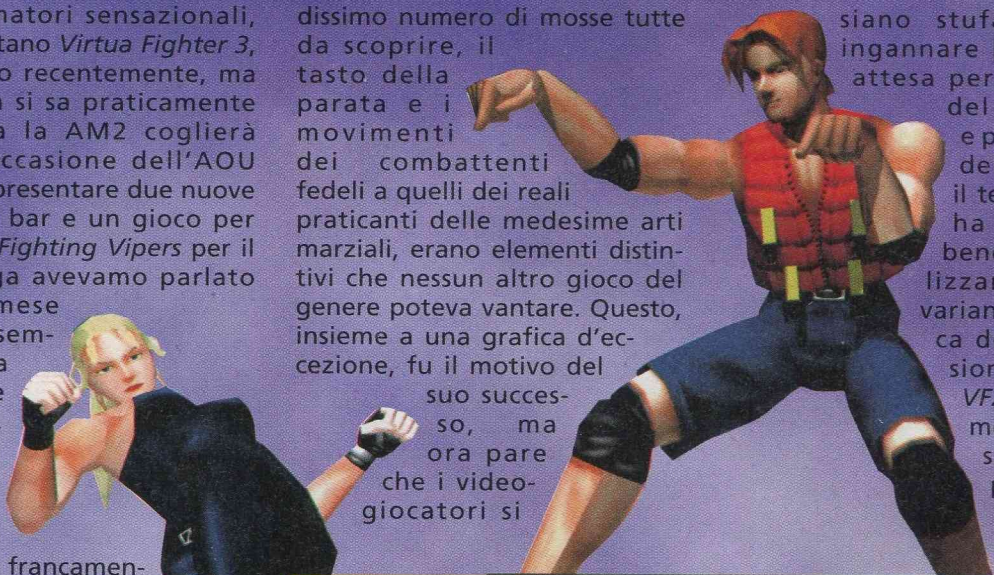 natori sensazionali,
tano Virtua Fighter 3,
o recentemente, ma
si sa praticamente
a la AM2 coglierà
ccasione dell'AOU
presentare due nuove
bar e un gioco per
Fighting Vipers per il
ga avevamo parlato
mese
sem-
a
e
francamen-
dissimo numero di mosse tutte
da scoprire, il
tasto della
parata e i
movimenti
dei combattenti
fedeli a quelli dei reali
praticanti delle medesime arti
marziali, erano elementi distin-
tivi che nessun altro gioco del
genere poteva vantare. Questo,
insieme a una grafica d'ec-
cezione, fu il motivo del
suo succes-
so, ma
ora pare
che i video-
giocatori si
siano stufa
ingannare
attesa per
del
e p
de
il te
ha
bene
lizzar
varian
ca d
sion
VF
m
s